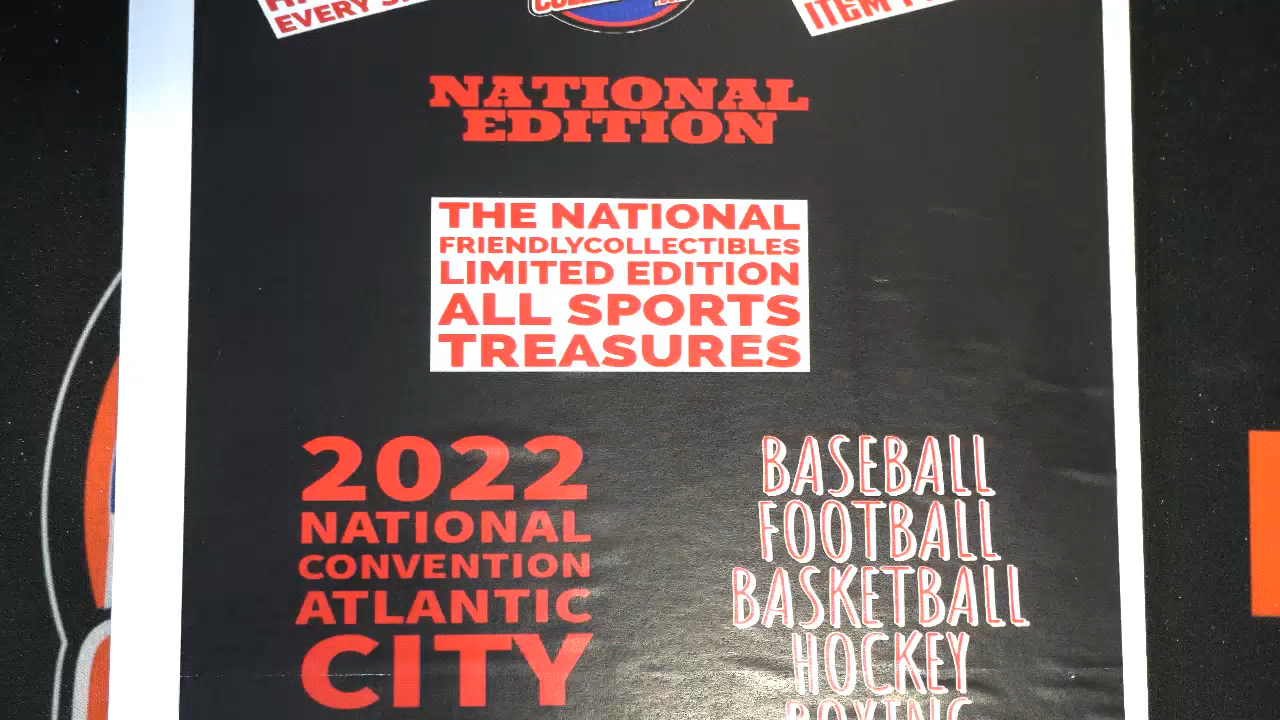 EVERY
ITEM
NATIONAL
EDITION
THE NATIONAL
FRIENDLYCOLLECTIBLES
LIMITED EDITION
ALL SPORTS
TREASURES
2022
NATIONAL
CONVENTION
ATLANTIC
CITY
BASEBALL
FOOTBALL
BASKETBALL
HOCKEY
BOXING